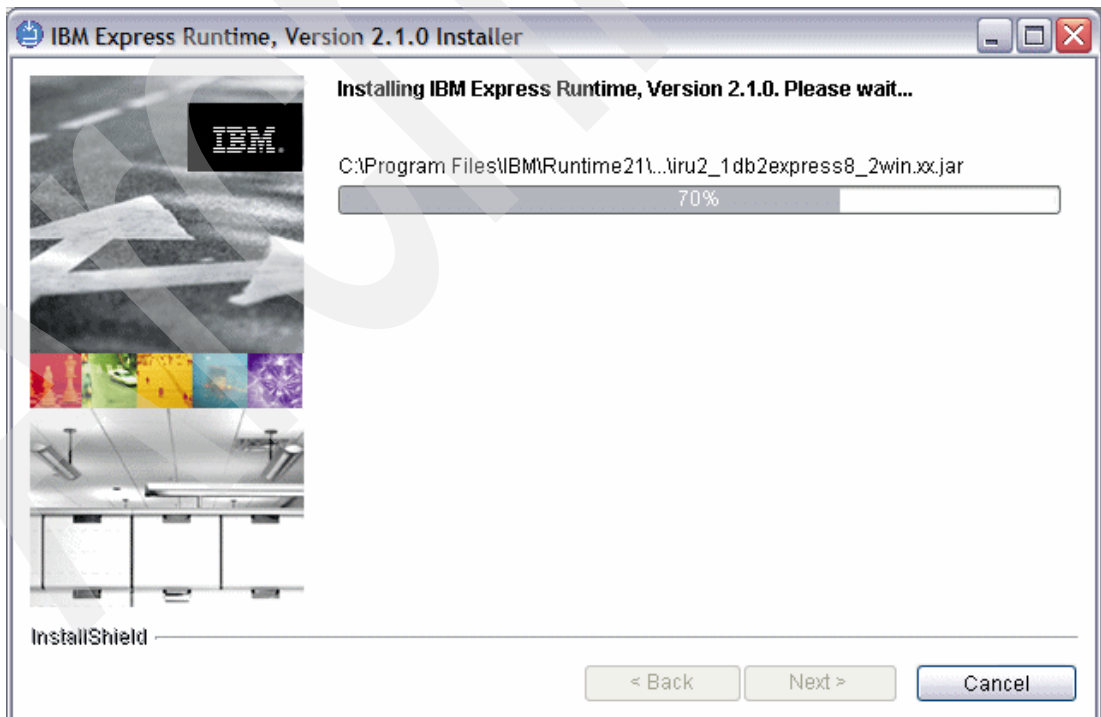 IBM Express Runtime, Version 2.1.0 Installer
IBM.
Installing IBM Express Runtime, Version 2.1.0. Please wait...
C:\Program Files\IBM\Runtime21\...\iru2_1db2express8_2win.xx.jar
70%
InstallShield
< Back
Next >
Cancel